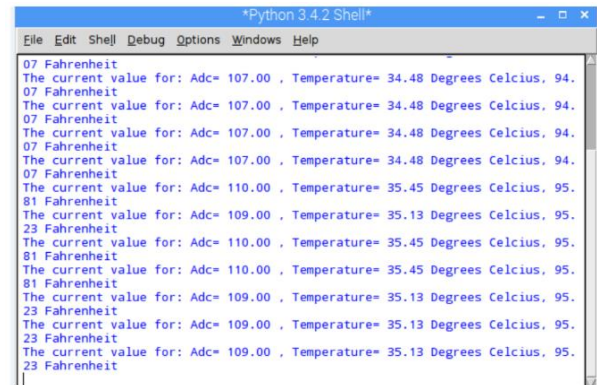 *Python 3.4.2 Shell*
File Edit Shell Debug Options Windows Help
07 Fahrenheit
The current value for: Adc= 107.00 , Temperature= 34.48 Degrees Celcius, 94.
07 Fahrenheit
The current value for: Adc= 107.00 , Temperature= 34.48 Degrees Celcius, 94.
07 Fahrenheit
The current value for: Adc= 107.00 , Temperature= 34.48 Degrees Celcius, 94.
07 Fahrenheit
The current value for: Adc= 107.00 , Temperature= 34.48 Degrees Celcius, 94.
07 Fahrenheit
The current value for: Adc= 110.00 , Temperature= 35.45 Degrees Celcius, 95.
81 Fahrenheit
The current value for: Adc= 109.00 , Temperature= 35.13 Degrees Celcius, 95.
23 Fahrenheit
The current value for: Adc= 110.00 , Temperature= 35.45 Degrees Celcius, 95.
81 Fahrenheit
The current value for: Adc= 110.00 , Temperature= 35.45 Degrees Celcius, 95.
81 Fahrenheit
The current value for: Adc= 109.00 , Temperature= 35.13 Degrees Celcius, 95.
23 Fahrenheit
The current value for: Adc= 109.00 , Temperature= 35.13 Degrees Celcius, 95.
23 Fahrenheit
The current value for: Adc= 109.00 , Temperature= 35.13 Degrees Celcius, 95.
23 Fahrenheit